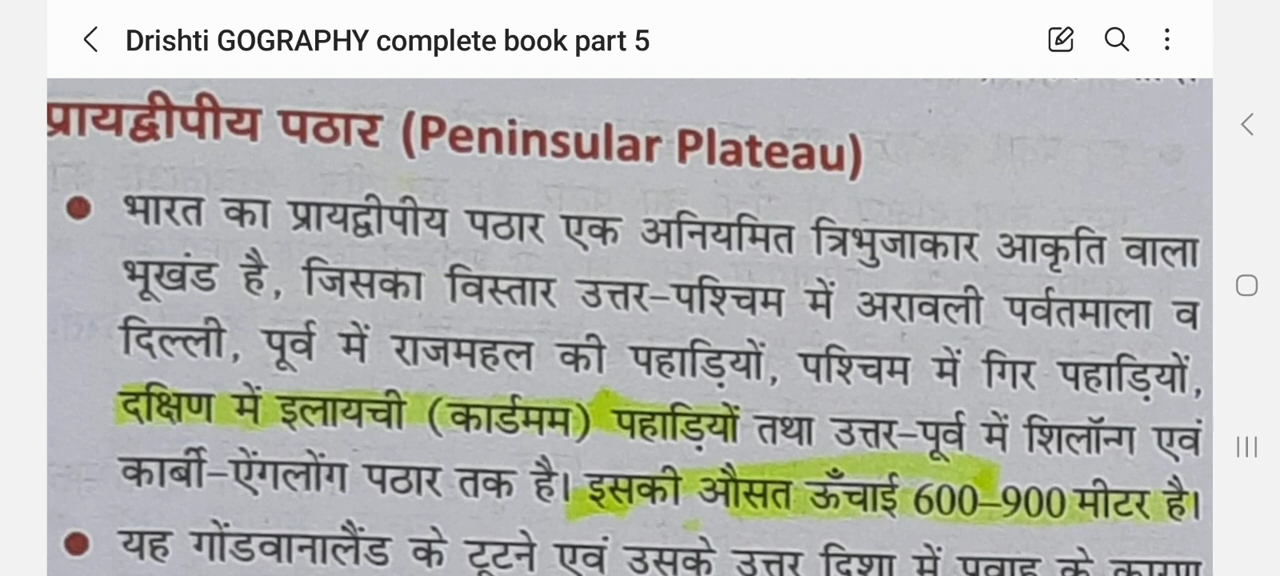 Drishti GOGRAPHY complete book part 5
प्रायद्वीपीय पठार (Peninsular Plateau)
भारत का प्रायद्वीपीय पठार एक अनियमित त्रिभुजाकार आकृति वाला
भूखंड है, जिसका विस्तार उत्तर-पश्चिम में अरावली पर्वतमाला व
दिल्ली, पूर्व में राजमहल की पहाड़ियों, पश्चिम में गिर पहाड़ियों,
दक्षिण में इलायची (कार्डमम) पहाड़ियों तथा उत्तर-पूर्व में शिलॉन्ग एवं
कार्बी-ऐंगलोंग पठार तक है। इसकी औसत ऊँचाई 600–900 मीटर है।
यह गोंडवानालैंड के टूटने एवं उसके उत्तर दिशा में प्रवाह के कारण